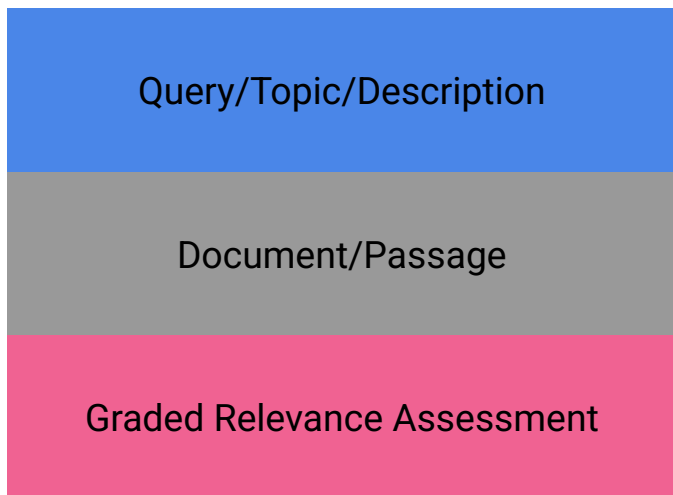 Query/Topic/Description
Document/Passage
Graded Relevance Assessment